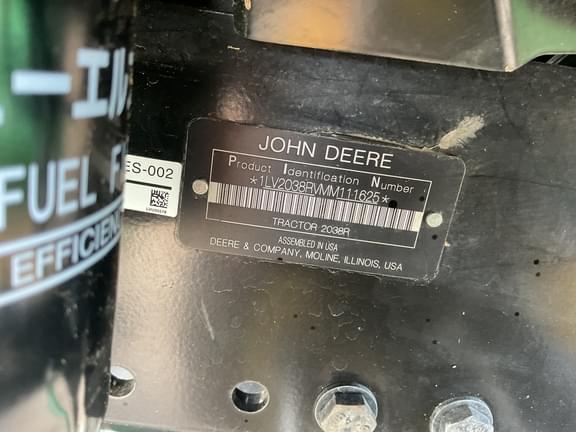 JOHN DEERE
Product Identification Number
*1LV2038RVMM111625*
TRACTOR 2038R
ASSEMBLED IN USA
DEERE & COMPANY, MOLINE, ILLINOIS, USA
ES-002
FUEL F
EFFICIEN